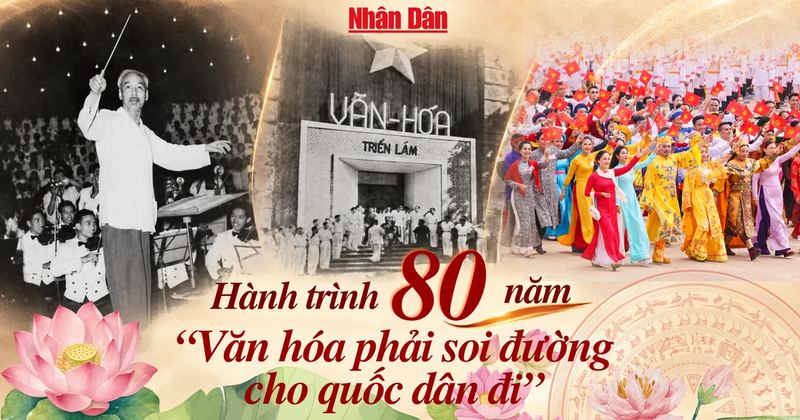 Nhân Dân
VĂN-HÓA
TRIỂN LÃM
Hành trình 80 năm
“Văn hóa phải soi đường
cho quốc dân đi”